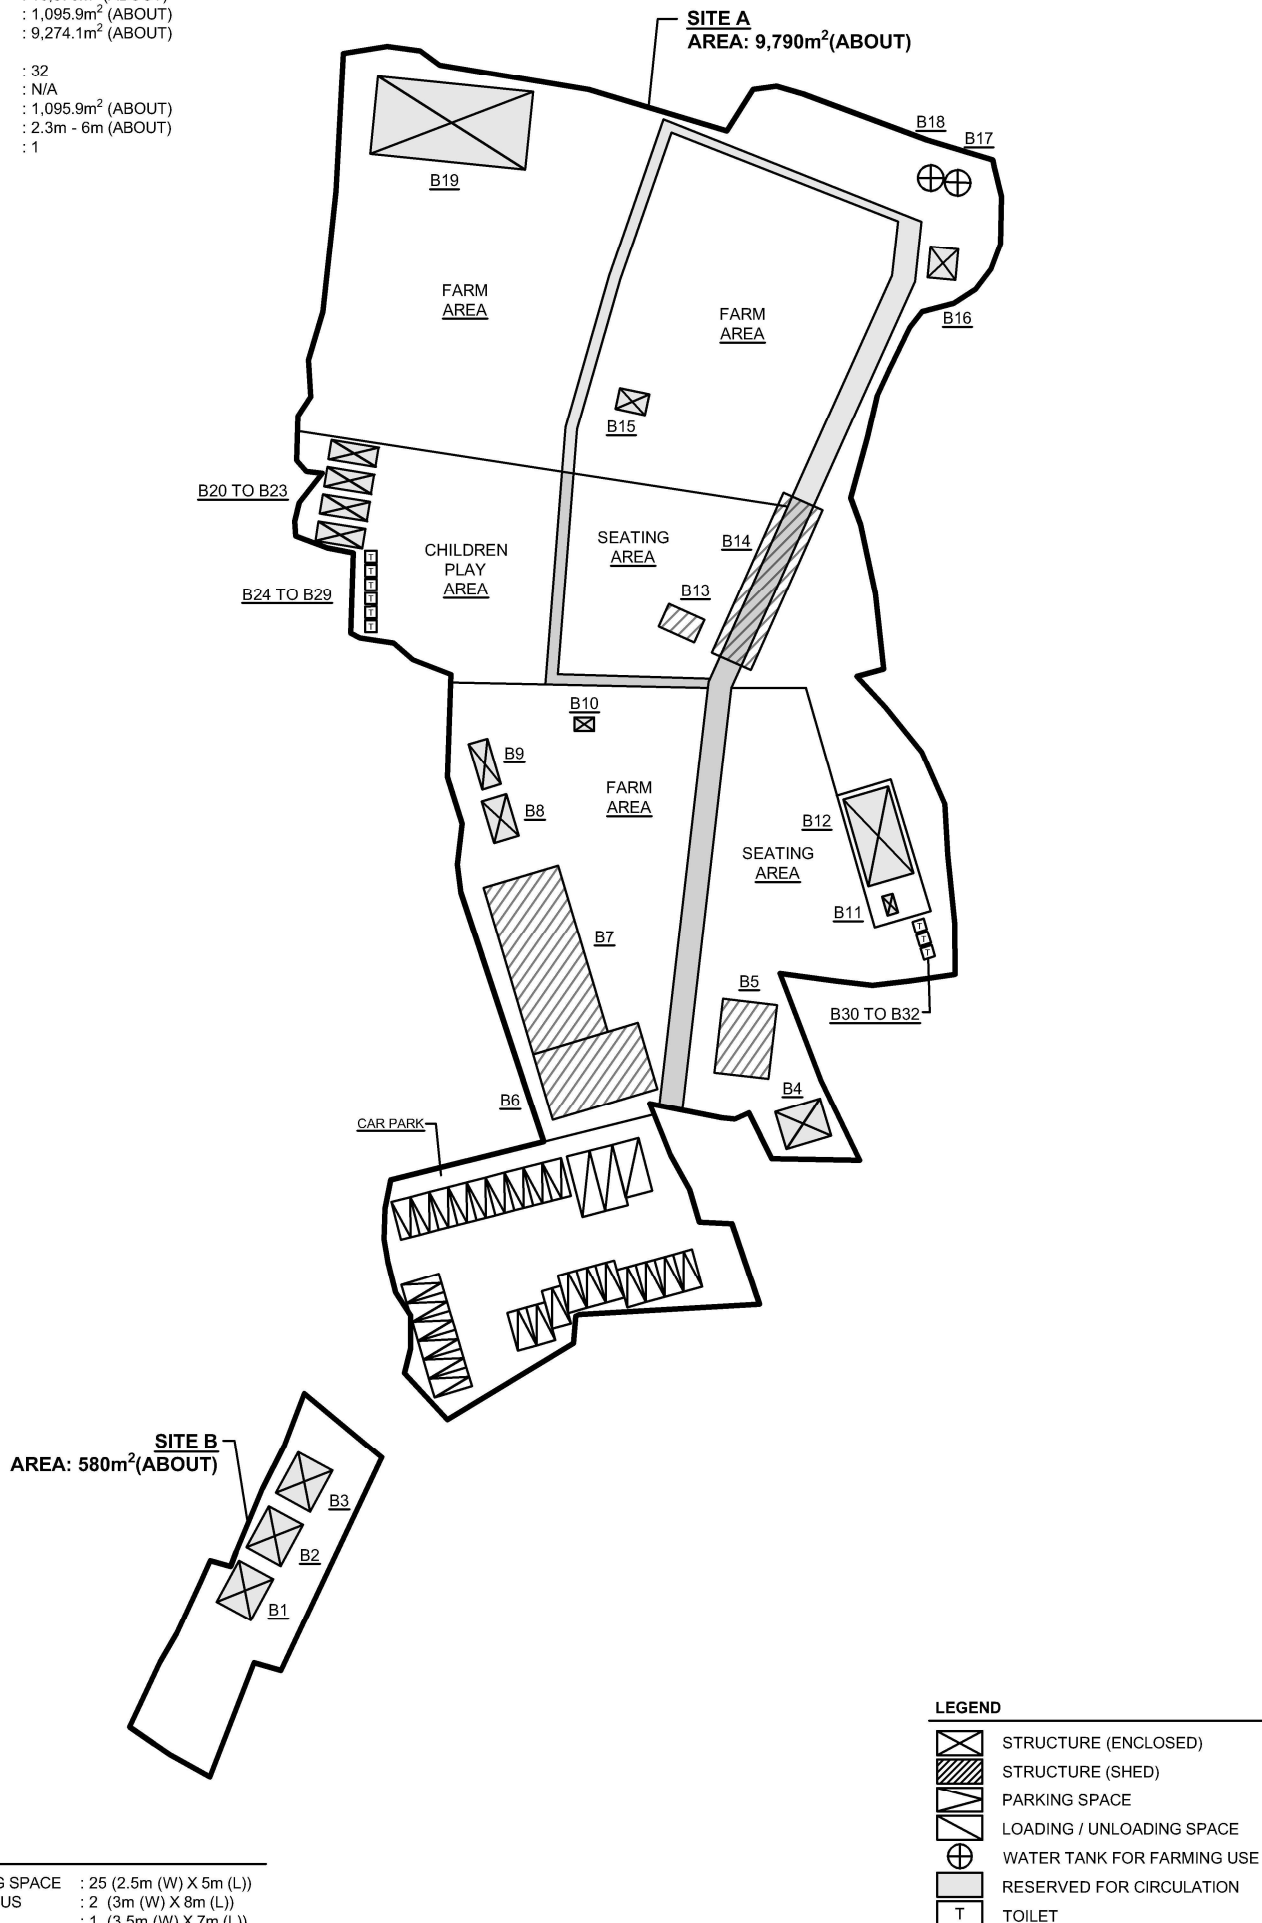 : 1,095.9m² (ABOUT)
: 9,274.1m² (ABOUT)
: 32
: N/A
: 1,095.9m² (ABOUT)
: 2.3m - 6m (ABOUT)
: 1
SITE A
AREA: 9,790m²(ABOUT)
B18
B17
B19
FARM
AREA
FARM
AREA
B16
B15
B20 TO B23
SEATING
AREA
B14
CHILDREN
PLAY
AREA
B13
B24 TO B29
T
T
T
T
T
T
B10
B9
FARM
AREA
B8
B12
SEATING
AREA
B11
T
T
T
B7
B5
B30 TO B32
B4
B6
CAR PARK
SITE B
AREA: 580m²(ABOUT)
B3
B2
B1
LEGEND
STRUCTURE (ENCLOSED)
STRUCTURE (SHED)
PARKING SPACE
LOADING / UNLOADING SPACE
WATER TANK FOR FARMING USE
RESERVED FOR CIRCULATION
T TOILET
SPACE : 25 (2.5m (W) X 5m (L))
US : 2 (3m (W) X 8m (L))
: 1 (3.5m (W) X 7m (L))